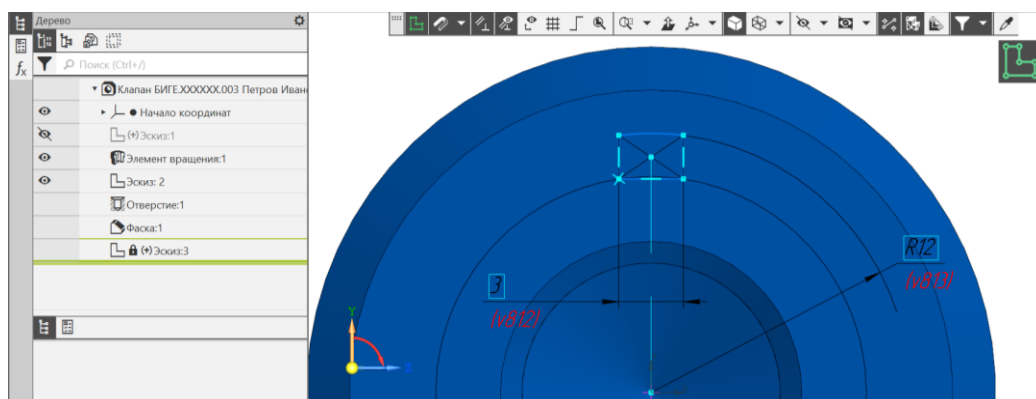 Дерево
Поиск (Ctrl+/)
Клапан БИГЕ.XXXXXX.003 Петров Иван
Начало координат
(+)Эскиз:1
Элемент вращения:1
Эскиз: 2
Отверстие:1
Фаска:1
(+)Эскиз:3
fx
3
(v812)
R12
(v813)
Y